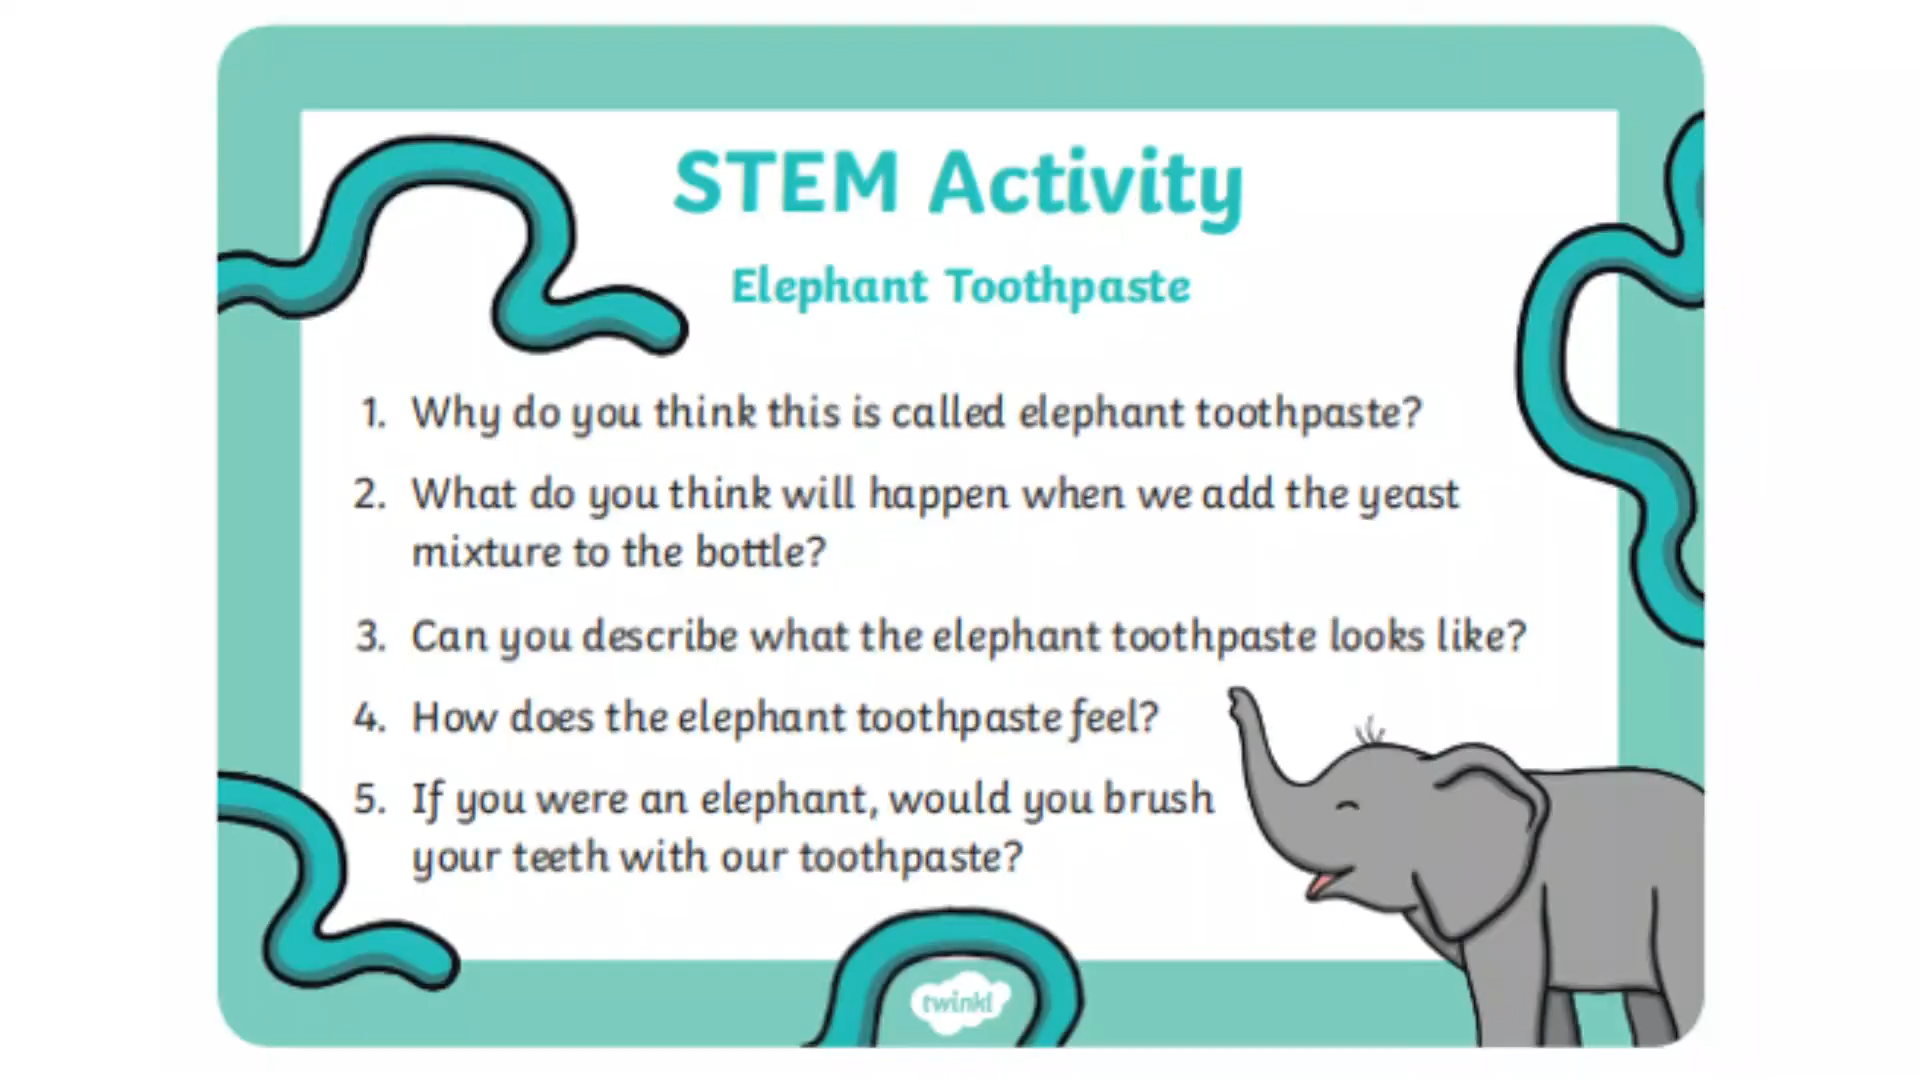 STEM Activity
Elephant Toothpaste
1. Why do you think this is called elephant toothpaste?
2. What do you think will happen when we add the yeast
mixture to the bottle?
3. Can you describe what the elephant toothpaste looks like?
4. How does the elephant toothpaste feel?
5. If you were an elephant, would you brush
your teeth with our toothpaste?
twinkl